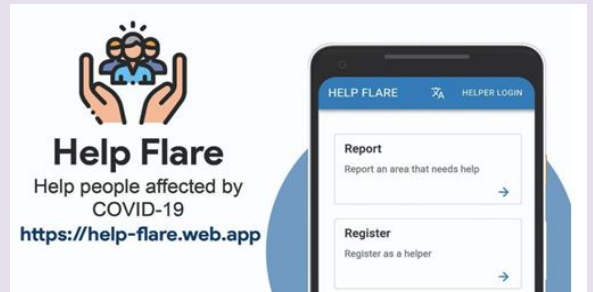 Help Flare
Help people affected by
COVID-19
https://help-flare.web.app
HELP FLARE
HELPER LOGIN
Report
Report an area that needs help
Register
Register as a helper